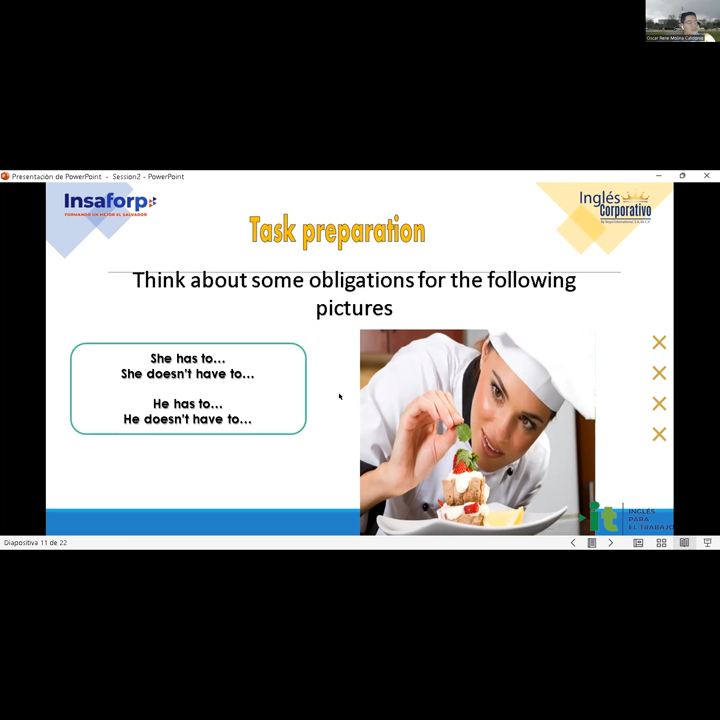 Oscar Rene Molina Calderon
Presentación de PowerPoint - Session2 - PowerPoint
Insaforp
FORMANDO UN MEJOR EL SALVADOR
Inglés
Corporativo
Task preparation
Think about some obligations for the following
pictures
She has to...
She doesn't have to...
He has to...
He doesn't have to...
it
INGLÉS
PARA
EL TRABAJO
Diapositiva 11 de 22